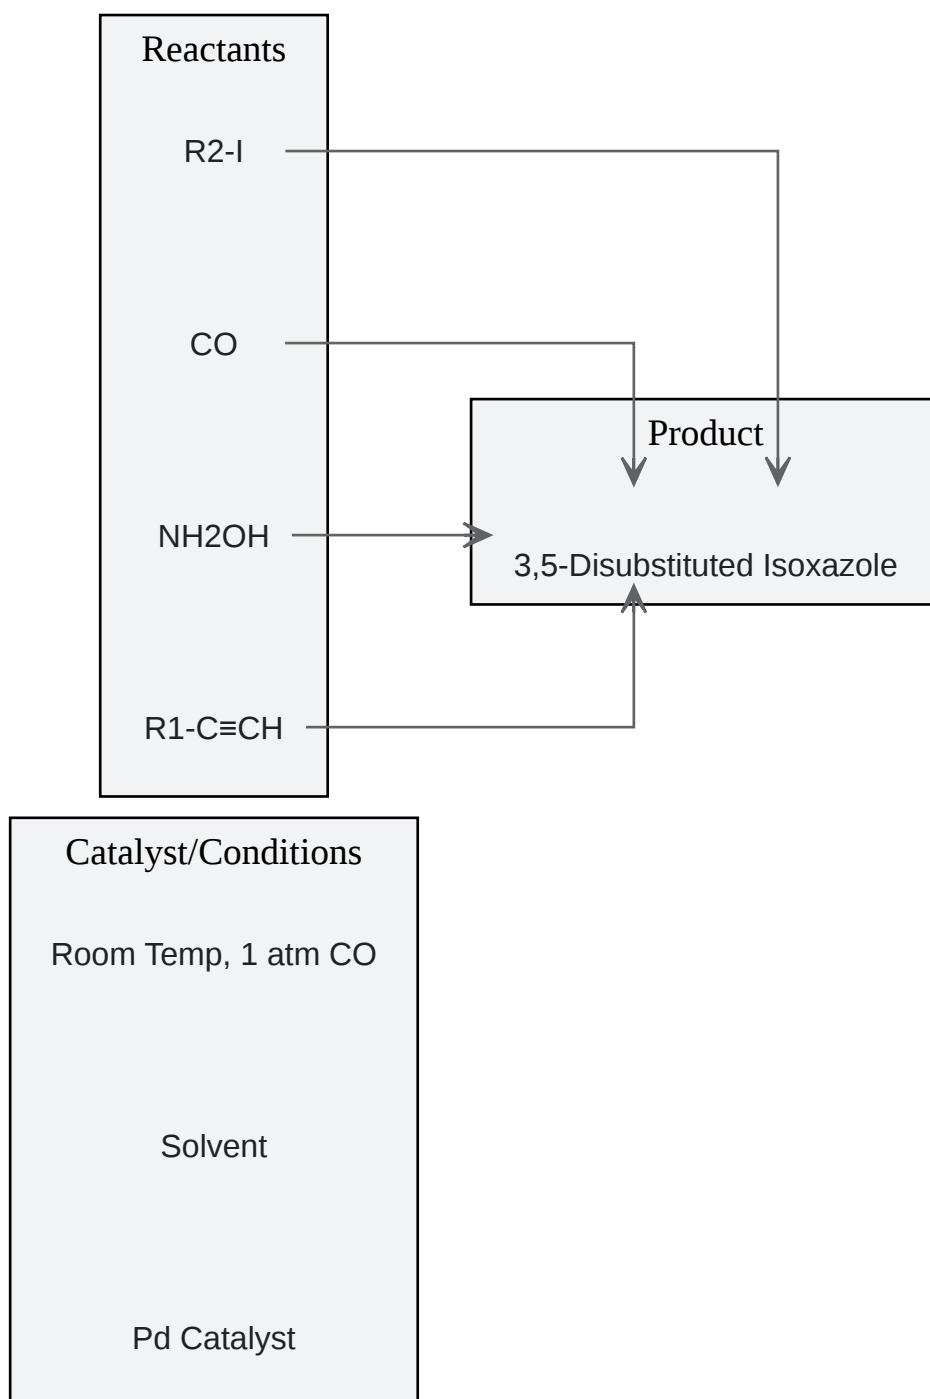 Reactants
R2-I
CO
NH2OH
R1-C≡CH
Product
3,5-Disubstituted Isoxazole
Catalyst/Conditions
Room Temp, 1 atm CO
Solvent
Pd Catalyst